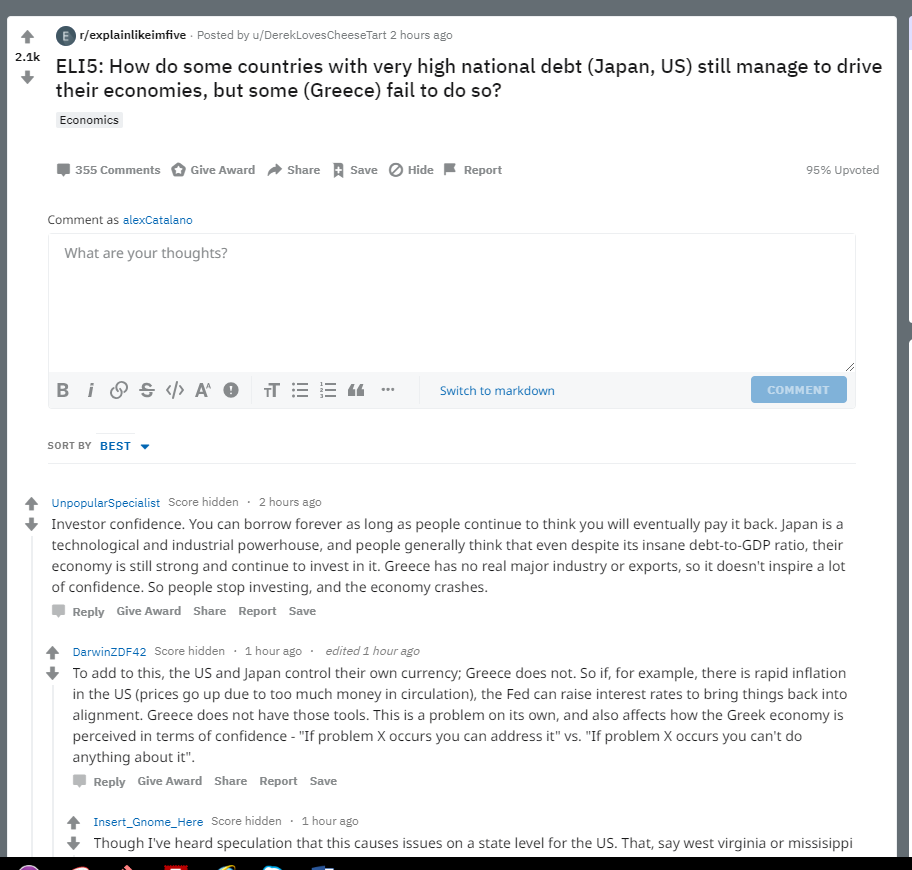 r/explainlikeimfive · Posted by u/DerekLovesCheeseTart 2 hours ago
2.1k
ELI5: How do some countries with very high national debt (Japan, US) still manage to drive
their economies, but some (Greece) fail to do so?
Economics
355 Comments Give Award Share Save Hide Report 95% Upvoted
Comment as alexCatalano
What are your thoughts?
Switch to markdown COMMENT
SORT BY BEST
UnpopularSpecialist Score hidden · 2 hours ago
Investor confidence. You can borrow forever as long as people continue to think you will eventually pay it back. Japan is a
technological and industrial powerhouse, and people generally think that even despite its insane debt-to-GDP ratio, their
economy is still strong and continue to invest in it. Greece has no real major industry or exports, so it doesn't inspire a lot
of confidence. So people stop investing, and the economy crashes.
Reply Give Award Share Report Save
DarwinZDF42 Score hidden · 1 hour ago · edited 1 hour ago
To add to this, the US and Japan control their own currency; Greece does not. So if, for example, there is rapid inflation
in the US (prices go up due to too much money in circulation), the Fed can raise interest rates to bring things back into
alignment. Greece does not have those tools. This is a problem on its own, and also affects how the Greek economy is
perceived in terms of confidence - "If problem X occurs you can address it" vs. "If problem X occurs you can't do
anything about it".
Reply Give Award Share Report Save
Insert_Gnome_Here Score hidden · 1 hour ago
Though I've heard speculation that this causes issues on a state level for the US. That, say west virginia or missisippi